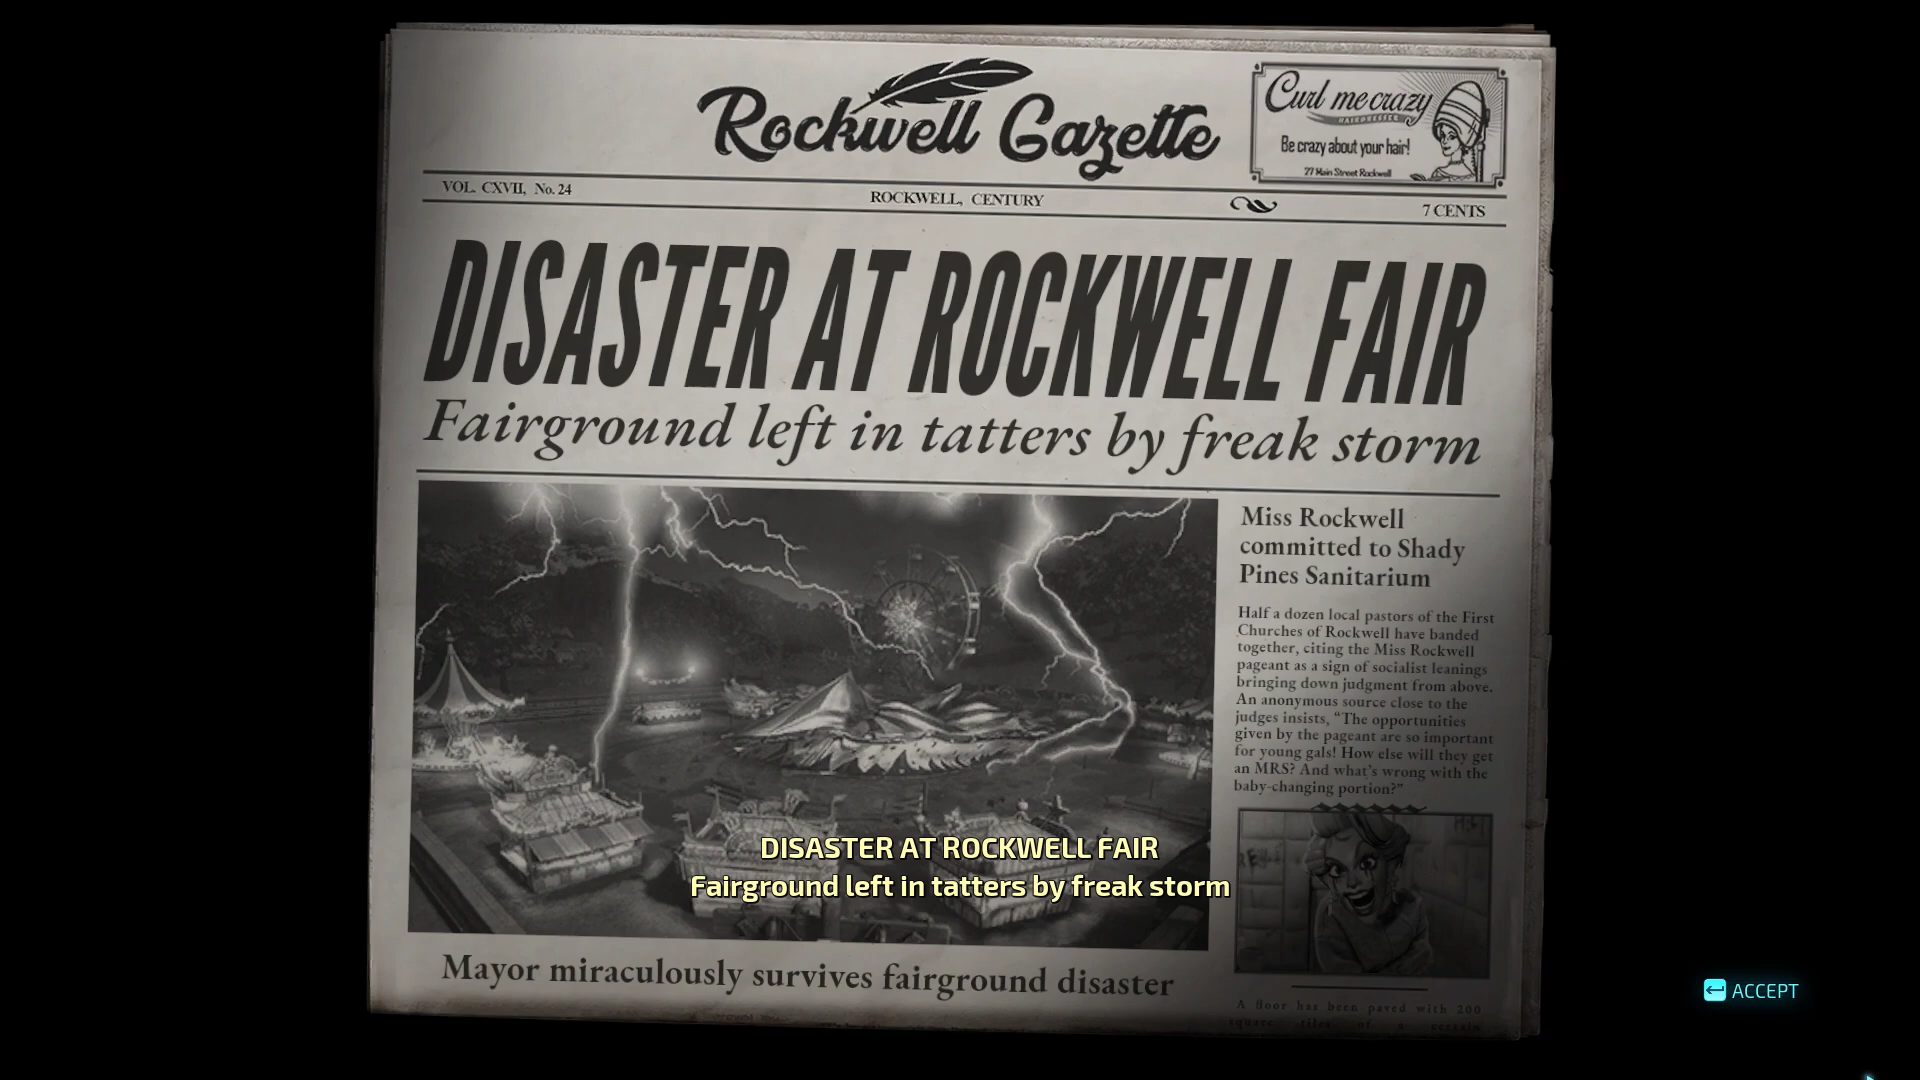 Rockwell Gazette
Curl me crazy
HAIRDRESSER
Be crazy about your hair!
77 Main Street Rockwell
VOL. CXVII, No. 24
ROCKWELL, CENTURY
7 CENTS
DISASTER AT ROCKWELL FAIR
Fairground left in tatters by freak storm
Miss Rockwell
committed to Shady
Pines Sanitarium
Half a dozen local pastors of the First
Churches of Rockwell have banded
together, citing the Miss Rockwell
pageant as a sign of socialist leanings
bringing down judgment from above.
An anonymous source close to the
judges insists, “The opportunities
given by the pageant are so important
for young gals! How else will they get
an MRS? And what’s wrong with the
baby-changing portion?”
DISASTER AT ROCKWELL FAIR
Fairground left in tatters by freak storm
Mayor miraculously survives fairground disaster
A floor has been paved with 200
square tiles of a certain
ACCEPT